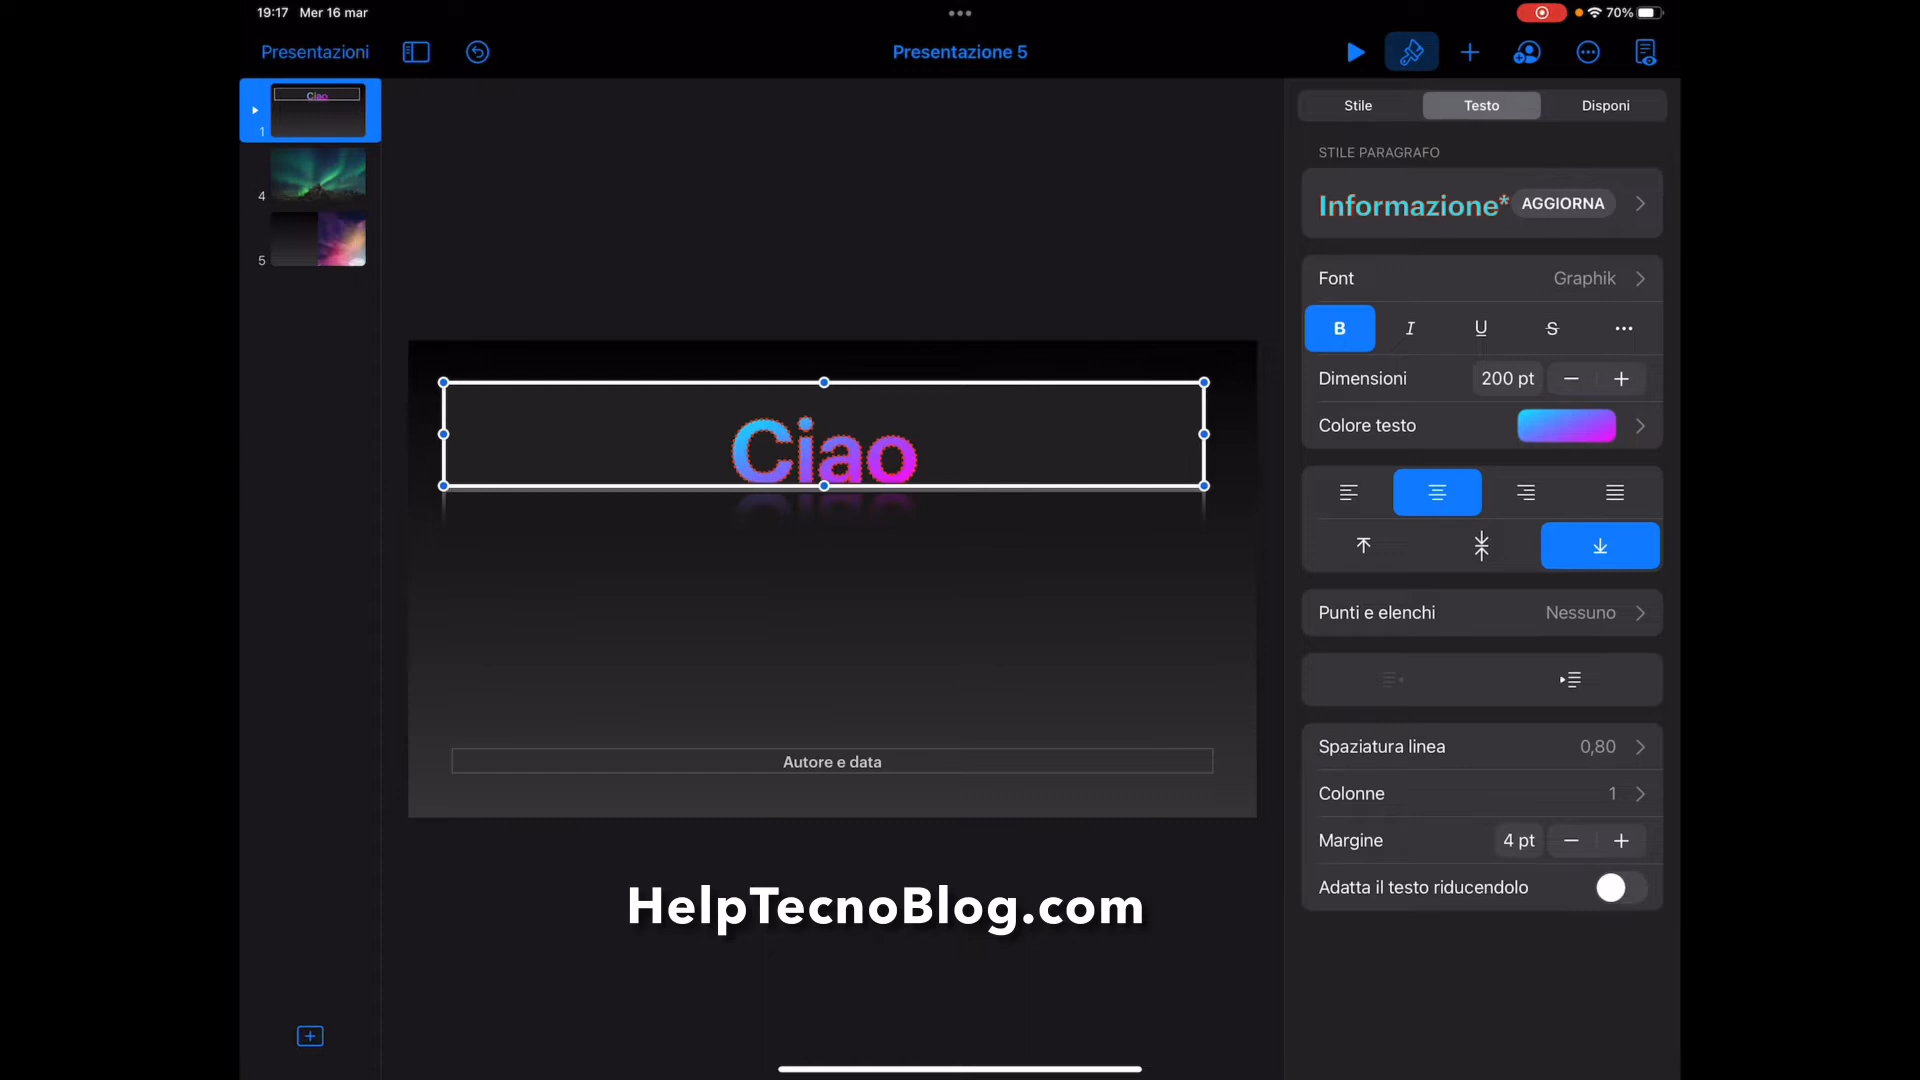 19:17 Mer 16 mar
70%
Presentazioni
Presentazione 5
Ciao
1
4
5
Ciao
Autore e data
HelpTecnoBlog.com
Stile
Testo
Disponi
STILE PARAGRAFO
Informazione*
AGGIORNA
Font
Graphik
B
I
U
S
Dimensioni
200 pt
Colore testo
Punti e elenchi
Nessuno
Spaziatura linea
0,80
Colonne
1
Margine
4 pt
Adatta il testo riducendolo